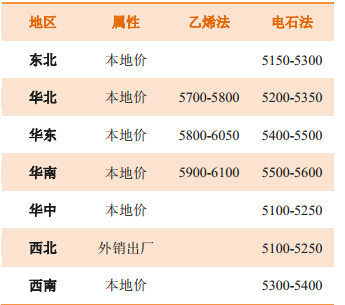 地区 属性 乙烯法 电石法
东北 本地价 5150-5300
华北 本地价 5700-5800 5200-5350
华东 本地价 5800-6050 5400-5500
华南 本地价 5900-6100 5500-5600
华中 本地价 5100-5250
西北 外销出厂 5100-5250
西南 本地价 5300-5400